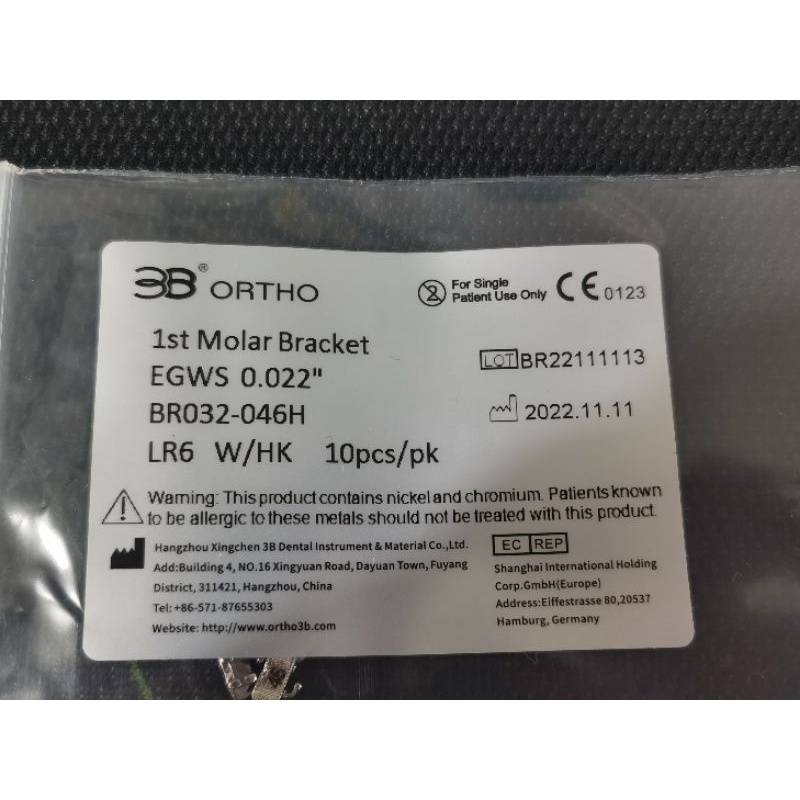 3B® ORTHO
For Single
Patient Use Only
CE 0123
1st Molar Bracket
EGWS 0.022"
BR032-046H
LR6 W/HK 10pcs/pk
LOT BR22111113
2022.11.11
Warning: This product contains nickel and chromium. Patients known
to be allergic to these metals should not be treated with this product.
Hangzhou Xingchen 3B Dental Instrument & Material Co.,Ltd.
Add:Building 4, NO.16 Xingyuan Road, Dayuan Town, Fuyang
District, 311421, Hangzhou, China
Tel: +86-571-87655303
Website: http://www.ortho3b.com
EC REP
Shanghai International Holding
Corp.GmbH(Europe)
Address:Eiffestrasse 80,20537
Hamburg, Germany